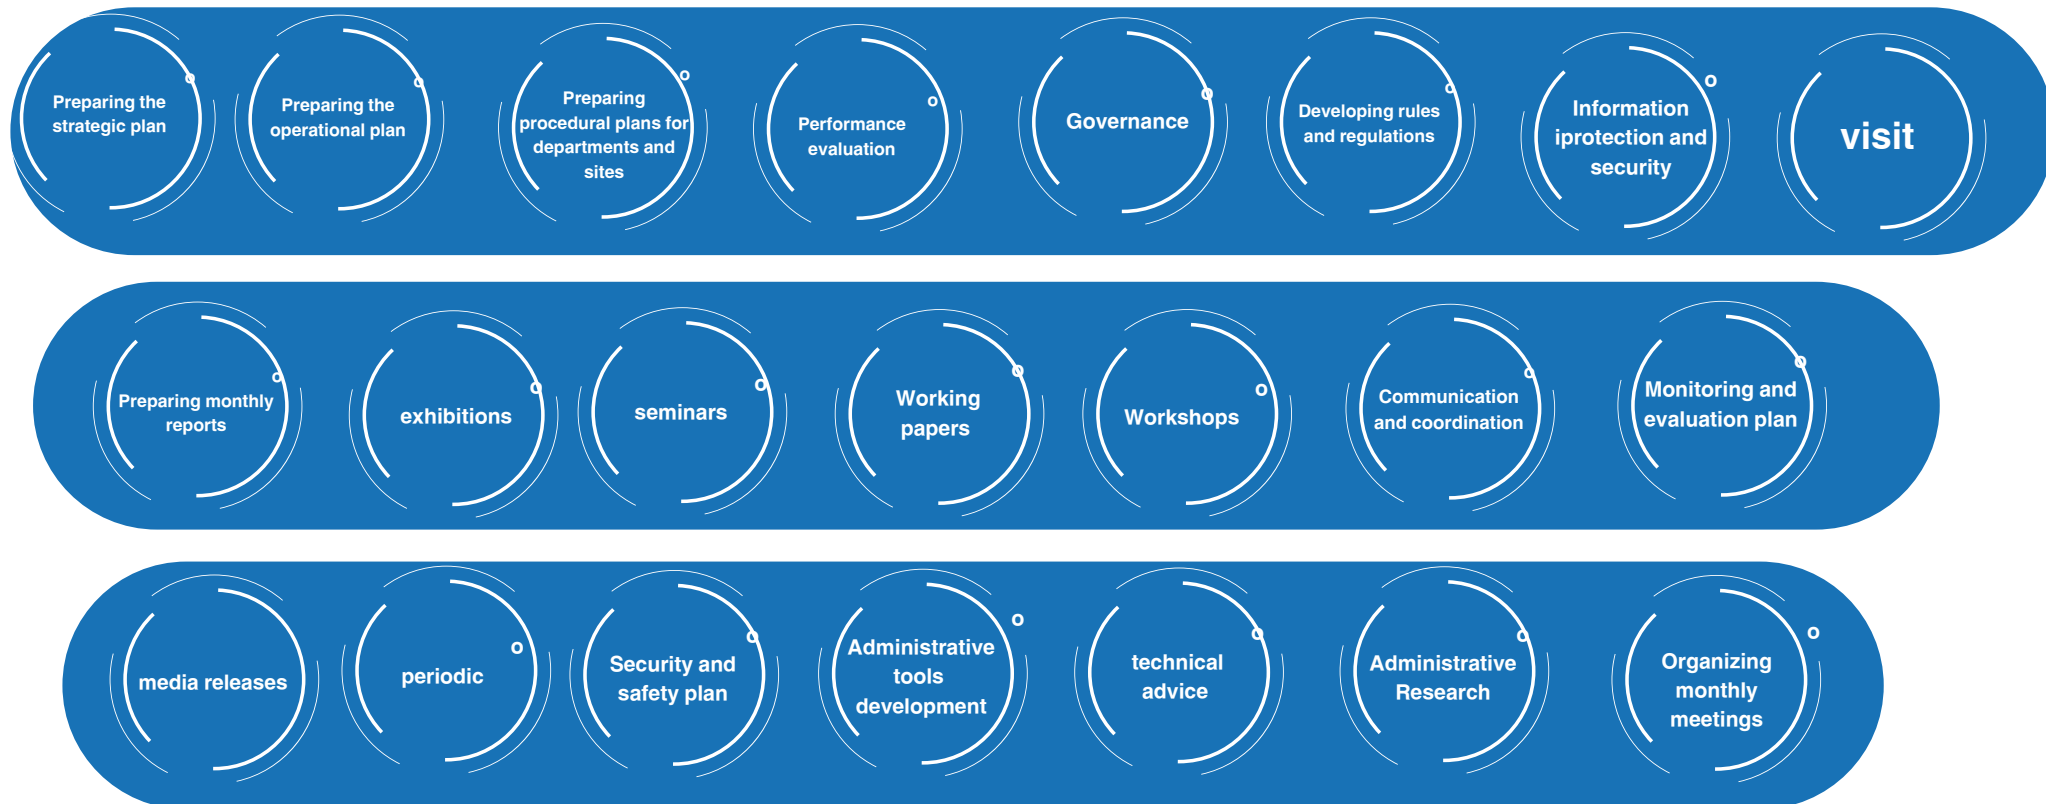 Preparing the
strategic plan
o
Preparing the
operational plan
o
Preparing
procedural plans for
departments and
sites
o
Performance
evaluation
o
Governance
o
Developing rules
and regulations
o
Information
iprotection and
security
o
visit
Preparing monthly
reports
o
exhibitions
o
seminars
o
Working
papers
o
Workshops
o
Communication
and coordination
o
Monitoring and
evaluation plan
o
media releases
periodic
o
Security and
safety plan
o
Administrative
tools
development
o
technical
advice
o
Administrative
Research
o
Organizing
monthly
meetings
o